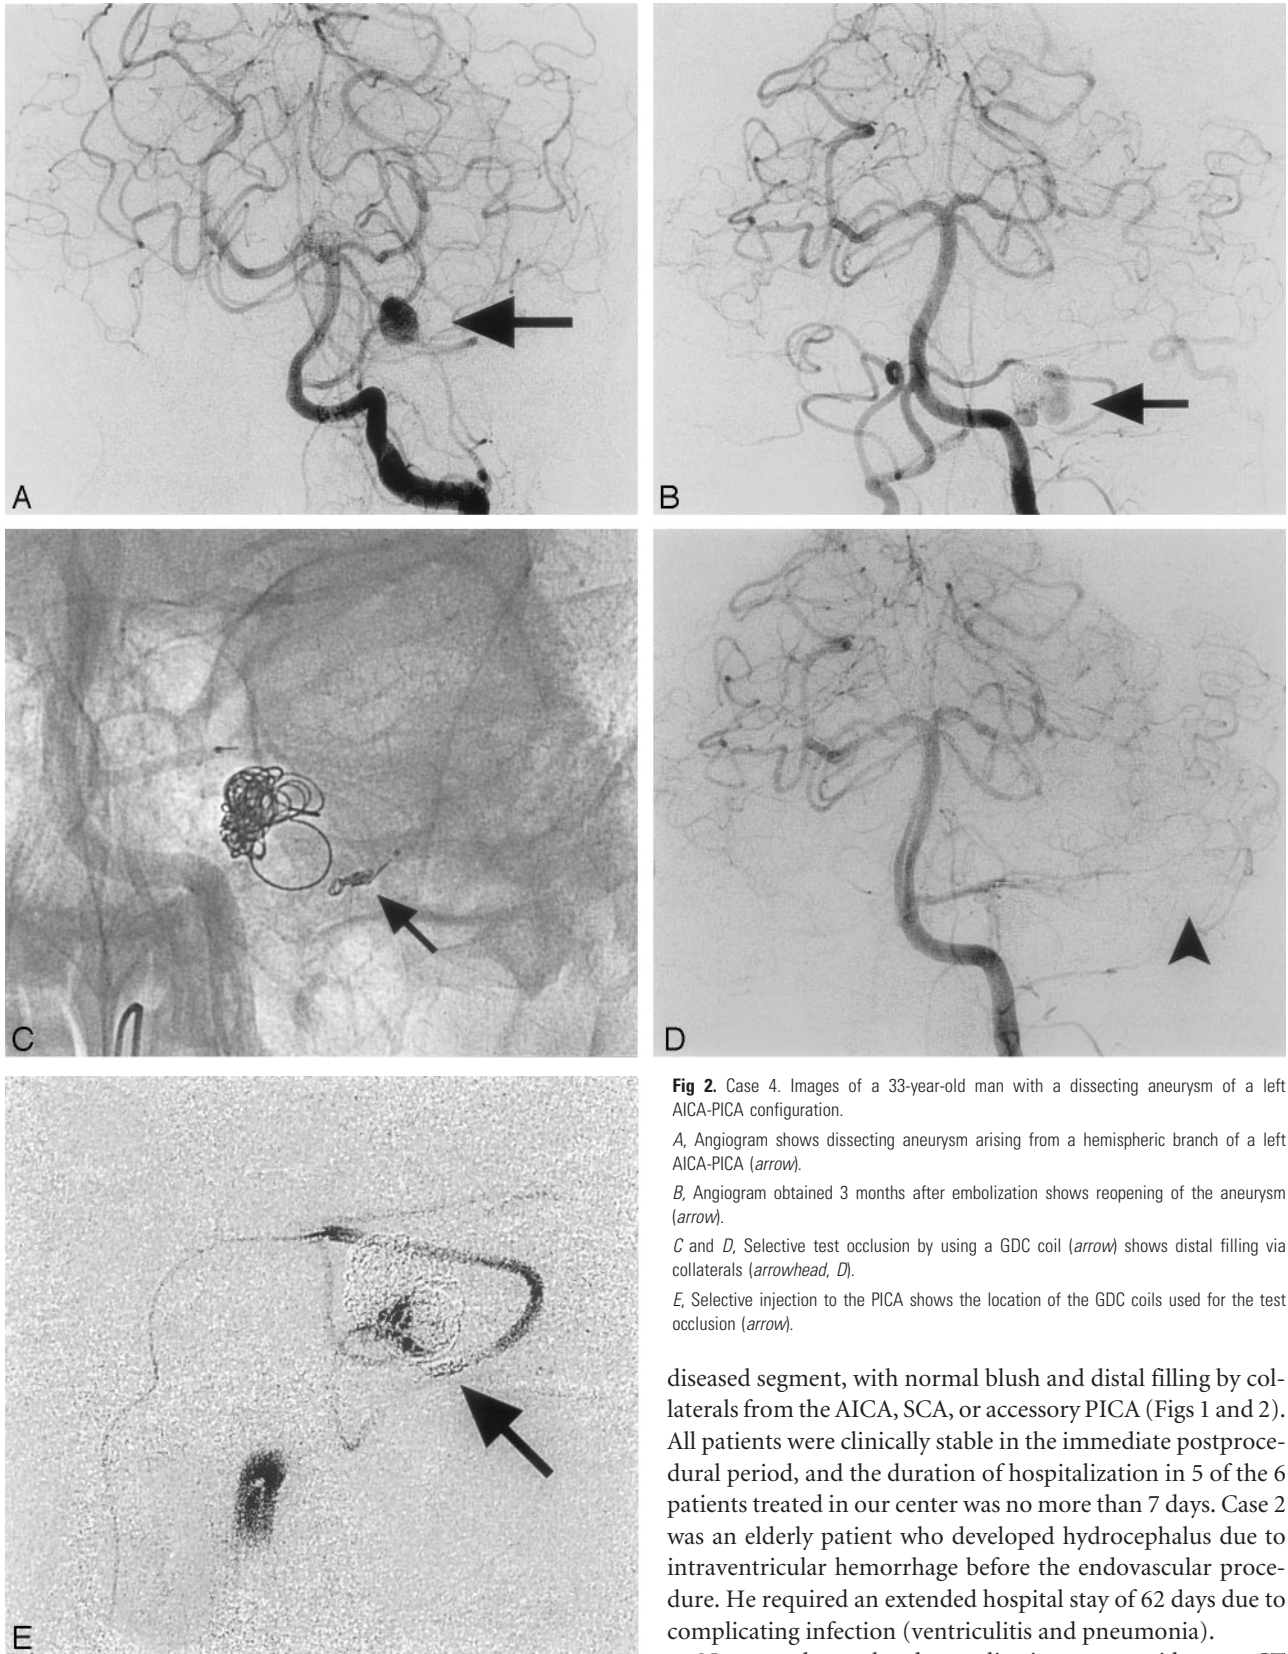 A
B
C
D
E
Fig 2. Case 4. Images of a 33-year-old man with a dissecting aneurysm of a left
AICA-PICA configuration.
A, Angiogram shows dissecting aneurysm arising from a hemispheric branch of a left
AICA-PICA (arrow).
B, Angiogram obtained 3 months after embolization shows reopening of the aneurysm
(arrow).
C and D, Selective test occlusion by using a GDC coil (arrow) shows distal filling via
collaterals (arrowhead, D).
E, Selective injection to the PICA shows the location of the GDC coils used for the test
occlusion (arrow).
diseased segment, with normal blush and distal filling by col-
laterals from the AICA, SCA, or accessory PICA (Figs 1 and 2).
All patients were clinically stable in the immediate postproce-
dural period, and the duration of hospitalization in 5 of the 6
patients treated in our center was no more than 7 days. Case 2
was an elderly patient who developed hydrocephalus due to
intraventricular hemorrhage before the endovascular proce-
dure. He required an extended hospital stay of 62 days due to
complicating infection (ventriculitis and pneumonia).